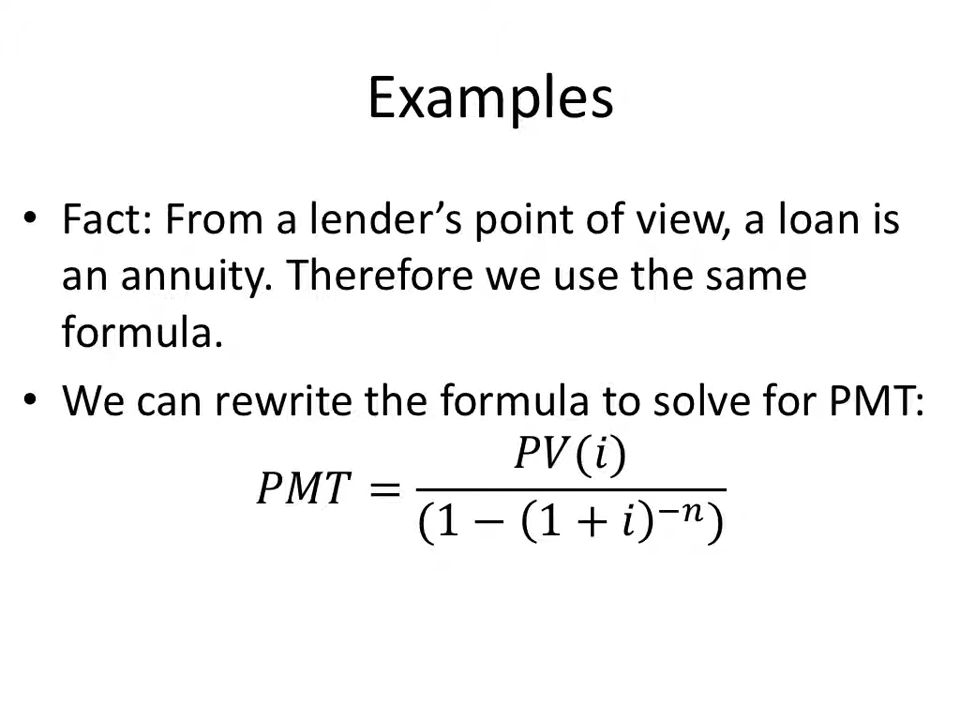 Examples
• Fact: From a lender’s point of view, a loan is
an annuity. Therefore we use the same
formula.
• We can rewrite the formula to solve for PMT:
PMT = PV(i) / (1 − (1 + i)⁻ⁿ)